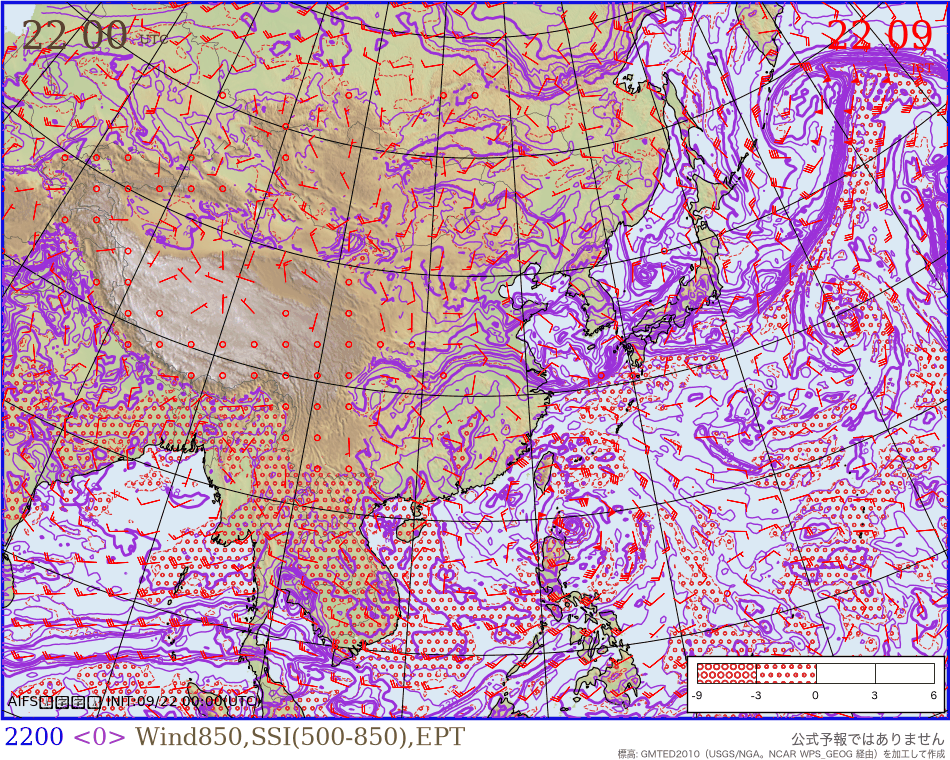 22 00 UTC
22 09
JST
-9 -3 0 3 6
AIFS INIT:09/22 00:00(UTC)
2200 <0> Wind850,SSI(500-850),EPT
公式予報ではありません
標高: GMTED2010（USGS/NGA。NCAR WPS_GEOG 経由）を加工して作成